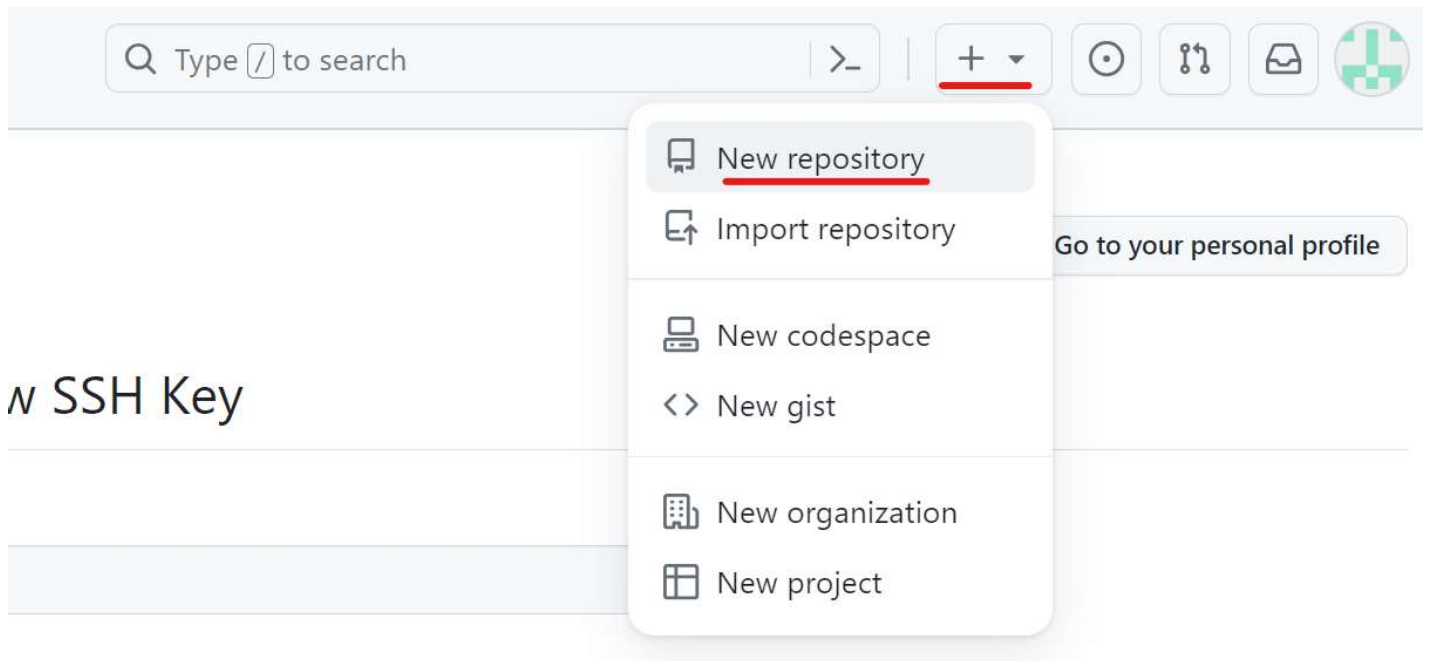 Type / to search
New repository
Import repository
Go to your personal profile
New codespace
w SSH Key
New gist
New organization
New project